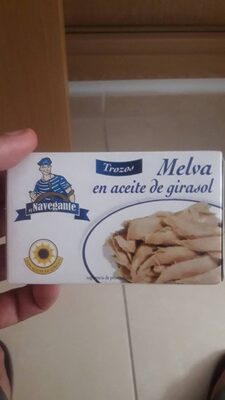 Trozos
Melva
en aceite de girasol
el Navegante